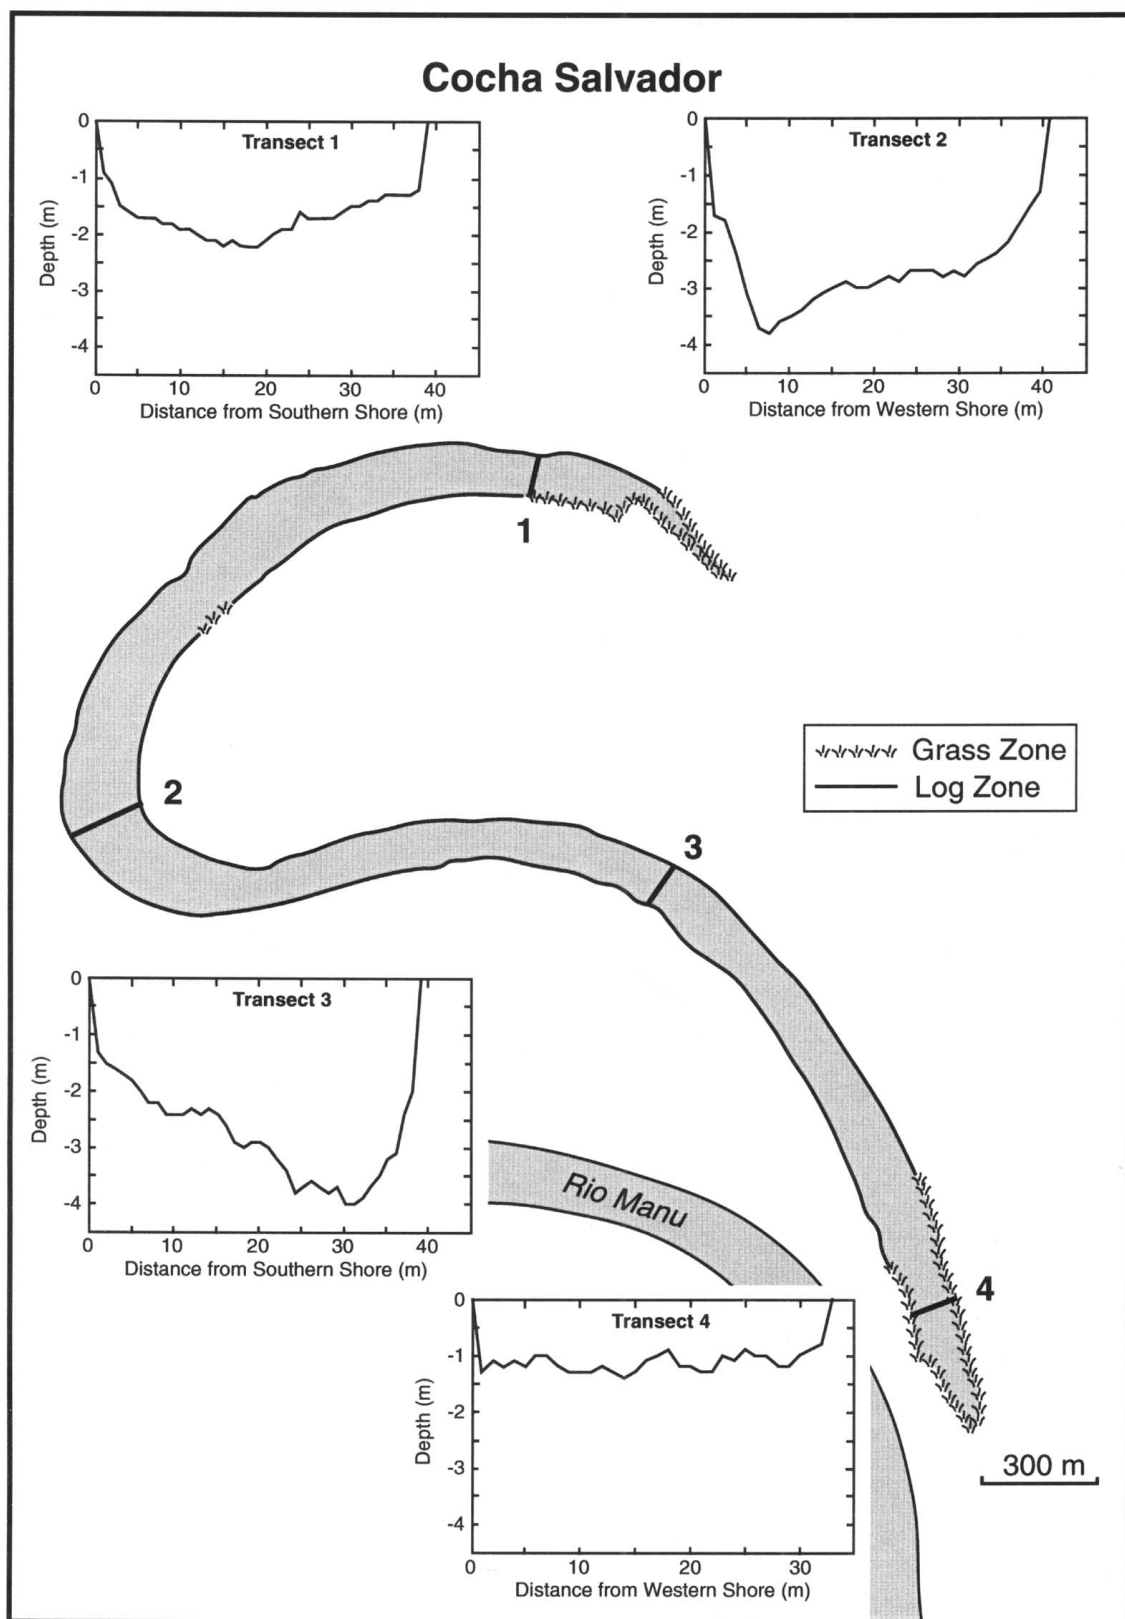 Cocha Salvador
Transect 1
0
-1
-2
-3
-4
Depth (m)
0 10 20 30 40
Distance from Southern Shore (m)
Transect 2
0
-1
-2
-3
-4
Depth (m)
0 10 20 30 40
Distance from Western Shore (m)
1
2
Grass Zone
Log Zone
3
Transect 3
0
-1
-2
-3
-4
Depth (m)
0 10 20 30 40
Distance from Southern Shore (m)
Rio Manu
4
Transect 4
0
-1
-2
-3
-4
Depth (m)
0 10 20 30
Distance from Western Shore (m)
300 m